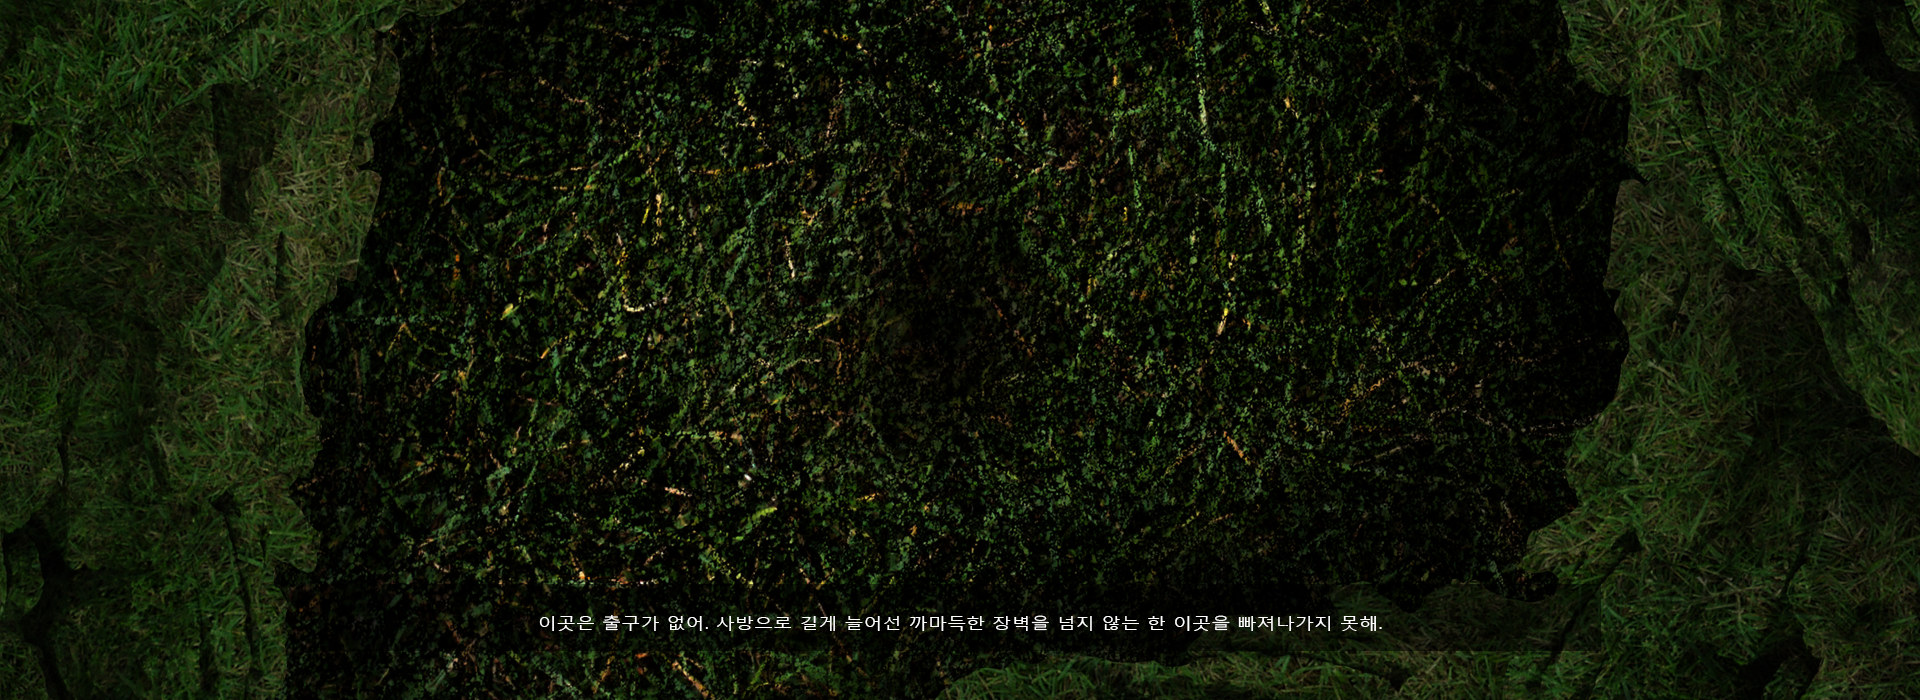 이곳은 출구가 없어. 사방으로 길게 늘어선 까마득한 장벽을 넘지 않는 한 이곳을 빠져나가지 못해.